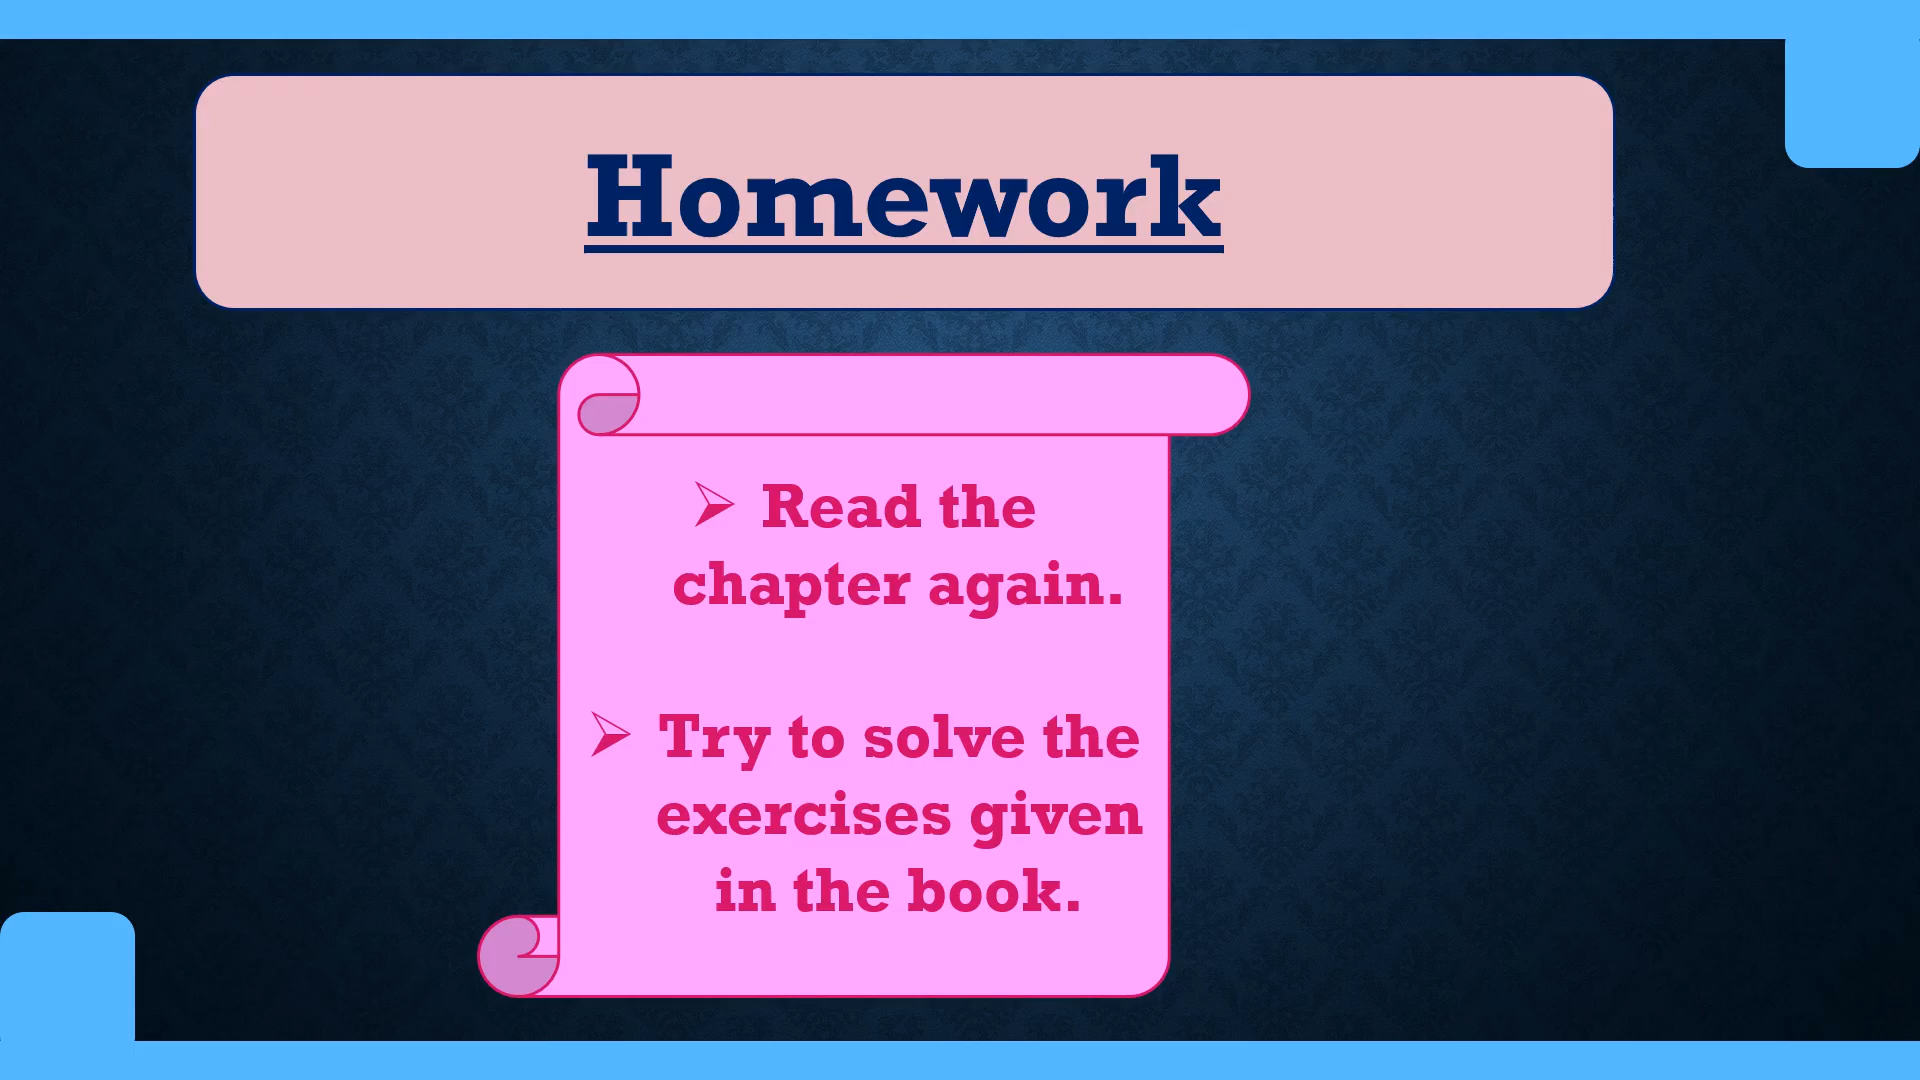 Homework
➢ Read the
chapter again.
➢ Try to solve the
exercises given
in the book.